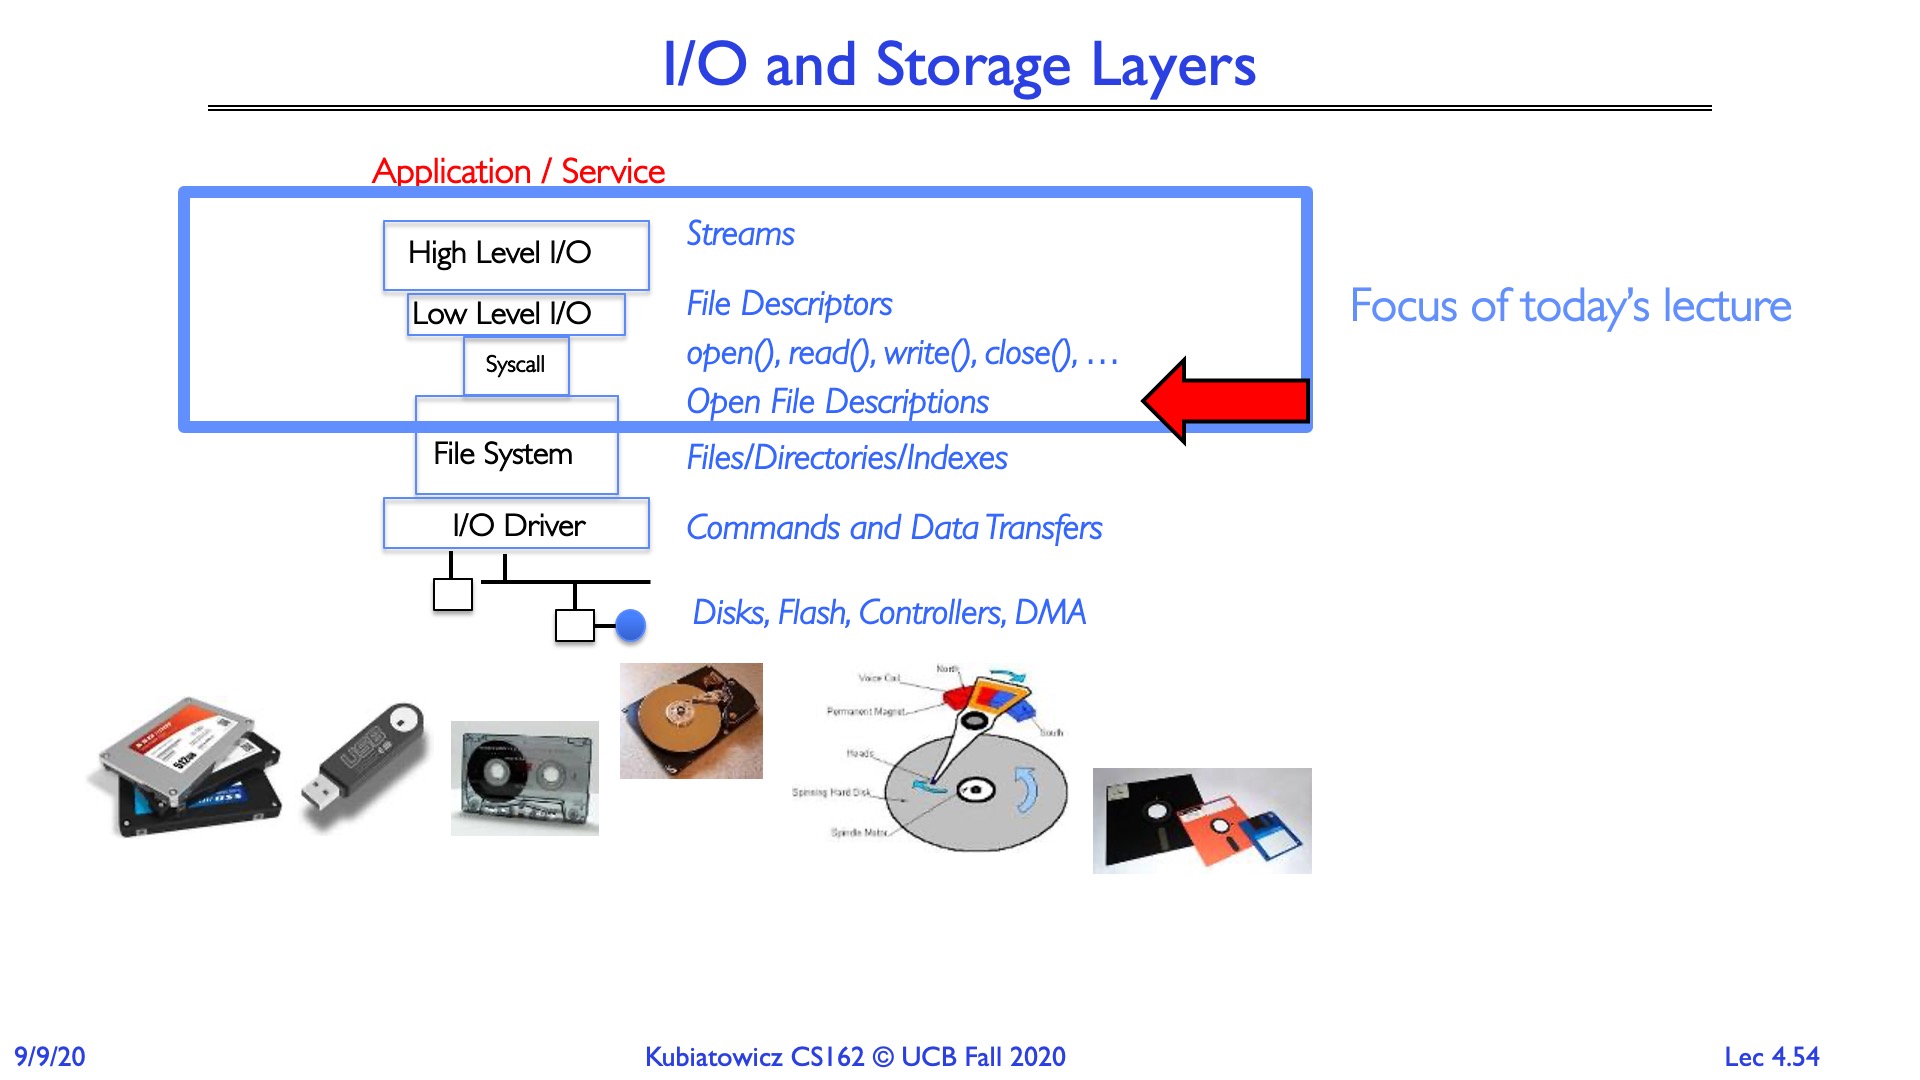 I/O and Storage Layers
Application / Service
High Level I/O
Streams
Low Level I/O
File Descriptors
Focus of today's lecture
Syscall
open(), read(), write(), close(), …
Open File Descriptions
File System
Files/Directories/Indexes
I/O Driver
Commands and Data Transfers
Disks, Flash, Controllers, DMA
North
Voice Coil
Permanent Magnet
South
Heads
Spinning Hard Disk
Spindle Motor
USB
SSD
512GB
9/9/20
Kubiatowicz CS162 © UCB Fall 2020
Lec 4.54